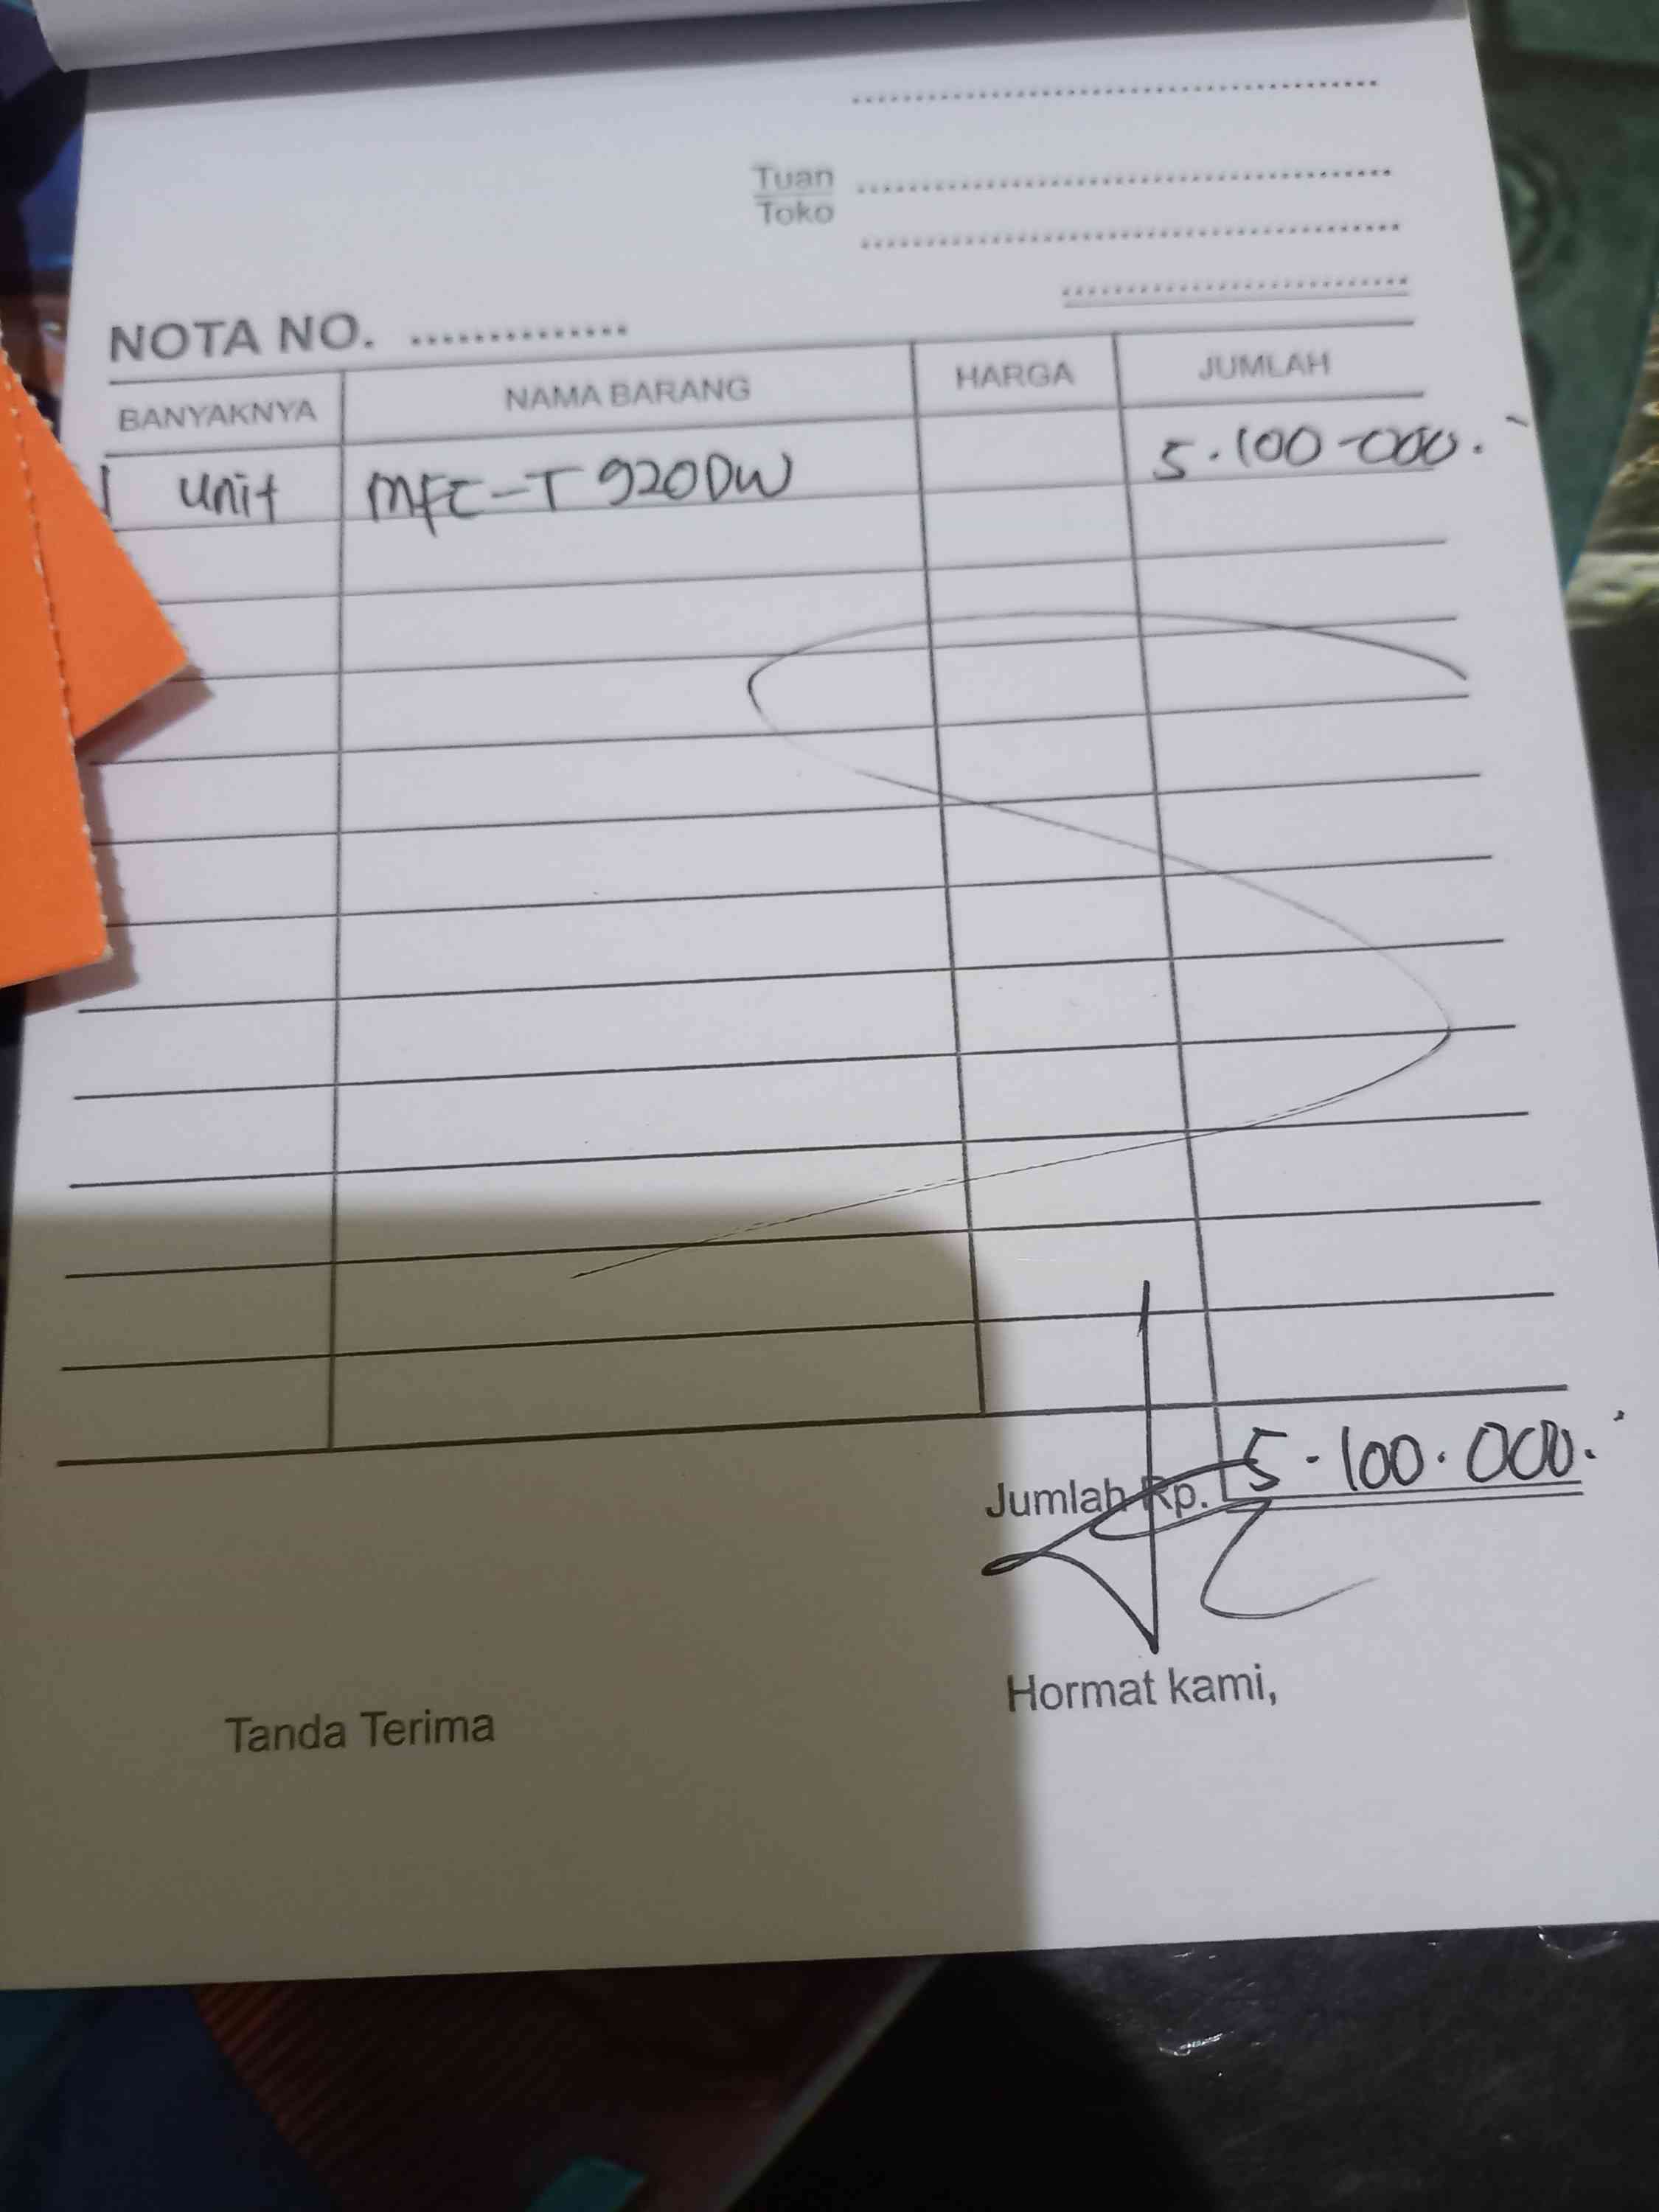 Tuan
Toko
NOTA NO.
BANYAKNYA NAMA BARANG HARGA JUMLAH
1 unit MFC-T920DW 5.100.000.-
Jumlah Rp. 5.100.000.-
Tanda Terima Hormat kami,